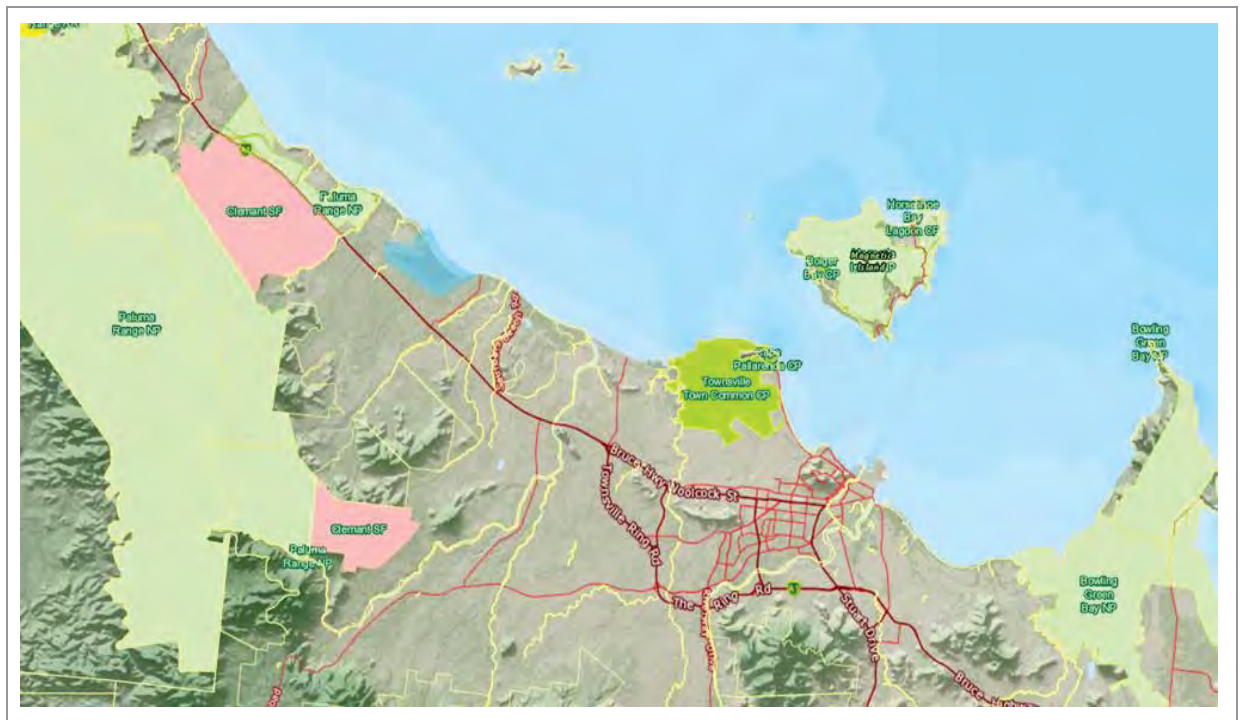 Clemant SF
Paluma
Range NP
Paluma
Range NP
Horseshoe
Bay
Lagoon CP
Magnetic
Island
Bolger
Bay CP
Bowling
Green
Bay NP
Pallarenda CP
Townsville
Town Common CP
Bruce-Hwy-Woolcock-St
Townsville-Ring-Rd
Clemant SF
Paluma
Range NP
The Ring Rd
Stuart-Drive
Bowling
Green
Bay NP
Bruce-High